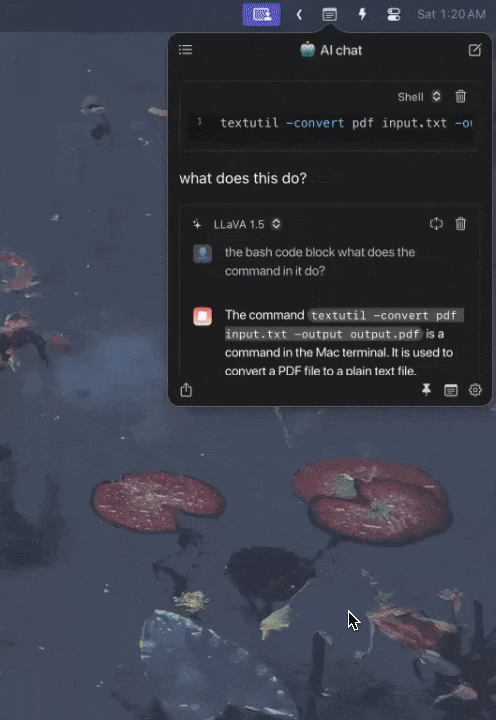 Sat 1:20 AM
AI chat
Shell
1 textutil -convert pdf input.txt -ou
what does this do?
LLaVA 1.5
the bash code block what does the
command in it do?
The command textutil -convert pdf
input.txt -output output.pdf is a
command in the Mac terminal. It is used to
convert a PDF file to a plain text file.